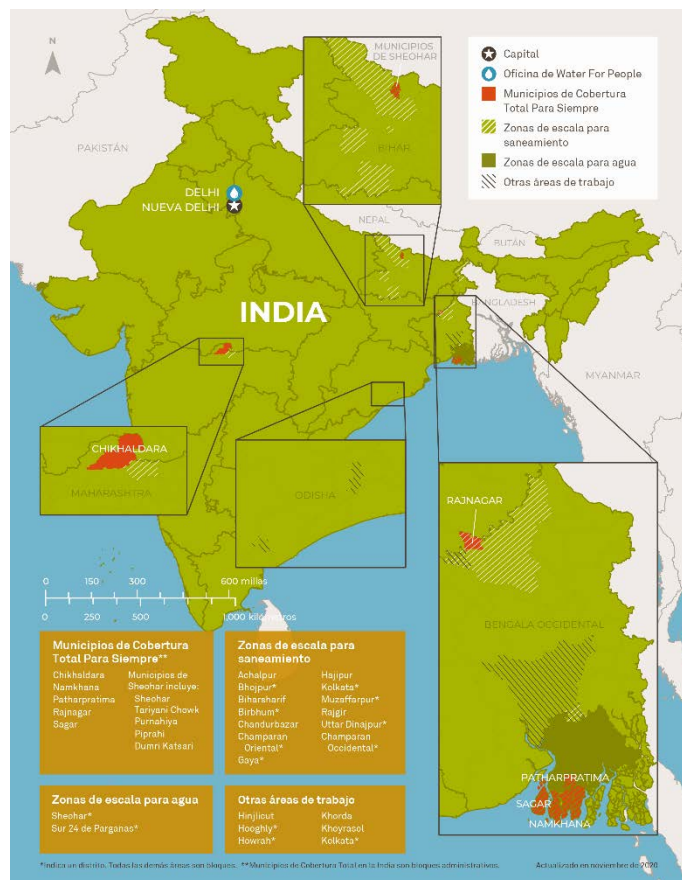 N
MUNICIPIOS
DE SHEOHAR
BIHAR
Capital
Oficina de Water For People
Municipios de Cobertura
Total Para Siempre
Zonas de escala para
saneamiento
Zonas de escala para agua
Otras áreas de trabajo
PAKISTÁN
DELHI
NUEVA DELHI
NEPAL
BUTÁN
BANGLADESH
INDIA
MYANMAR
CHIKHALDARA
MAHARASHTRA
ODISHA
RAJNAGAR
BENGALA OCCIDENTAL
PATHARPRATIMA
SAGAR
NAMKHANA
0 150 300 600 millas
0 250 500 1,000 kilómetros
Municipios de Cobertura
Total Para Siempre**
Chikhaldara
Namkhana
Patharpratima
Rajnagar
Sagar
Municipios de
Sheohar incluye:
Sheohar
Tariyani Chowk
Purnahiya
Piprahi
Dumri Katsari
Zonas de escala para
saneamiento
Achalpur
Bhojpur*
Biharsharif
Birbhum*
Chandurbazar
Champaran
Oriental*
Gaya*
Hajipur
Kolkata*
Muzaffarpur*
Rajgir
Uttar Dinajpur*
Champaran
Occidental*
Zonas de escala para agua
Sheohar*
Sur 24 de Parganas*
Otras áreas de trabajo
Hinjlicut
Hooghly*
Howrah*
Khorda
Khoyrasol
Kolkata*
*Indica un distrito. Todas las demás áreas son bloques. **Municipios de Cobertura Total en la India son bloques administrativos.
Actualizado en noviembre de 2020